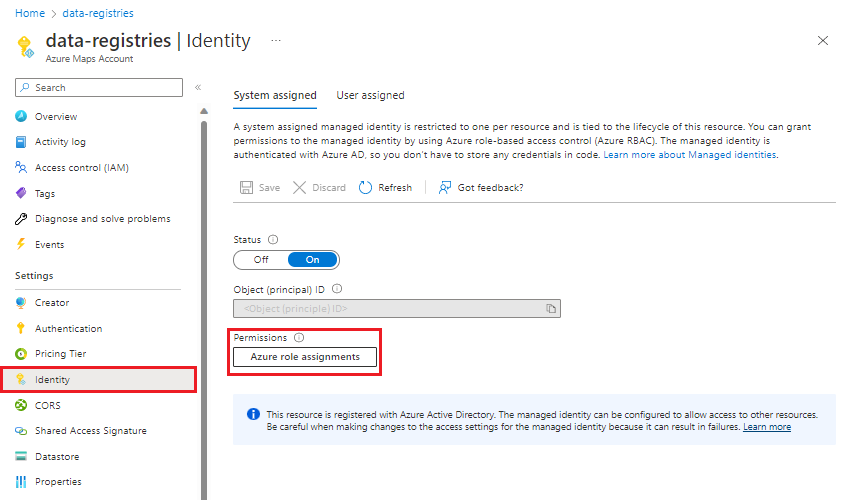 Home > data-registries
data-registries | Identity ...
Azure Maps Account
Search
Overview
Activity log
Access control (IAM)
Tags
Diagnose and solve problems
Events
Settings
Creator
Authentication
Pricing Tier
Identity
CORS
Shared Access Signature
Datastore
Properties
System assigned User assigned
A system assigned managed identity is restricted to one per resource and is tied to the lifecycle of this resource. You can grant
permissions to the managed identity by using Azure role-based access control (Azure RBAC). The managed identity is
authenticated with Azure AD, so you don't have to store any credentials in code. Learn more about Managed identities.
Save Discard Refresh Got feedback?
Status
Off On
Object (principal) ID
<Object (principle) ID>
Permissions
Azure role assignments
This resource is registered with Azure Active Directory. The managed identity can be configured to allow access to other resources.
Be careful when making changes to the access settings for the managed identity because it can result in failures. Learn more